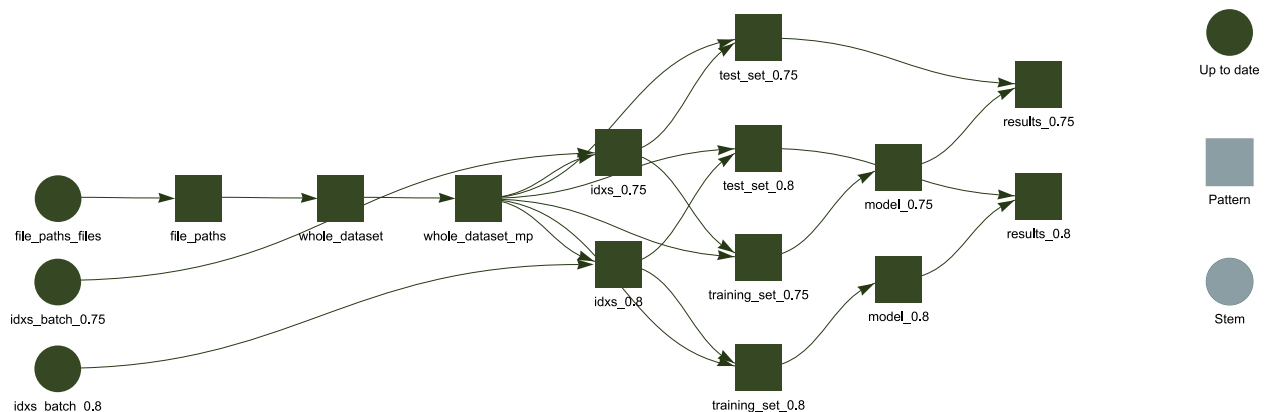 test_set_0.75
Up to date
results_0.75
idxs_0.75
test_set_0.8
model_0.75
Pattern
file_paths_files
file_paths
whole_dataset
whole_dataset_mp
results_0.8
idxs_batch_0.75
idxs_0.8
training_set_0.75
model_0.8
Stem
idxs_batch_0.8
training_set_0.8